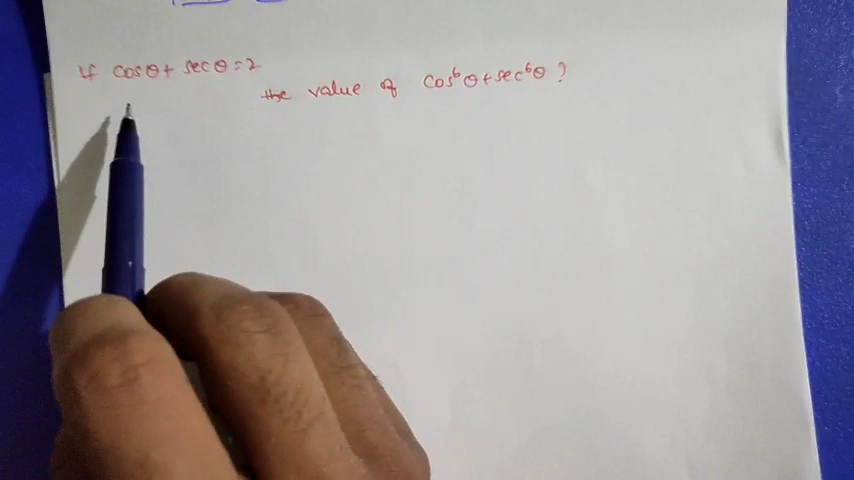 If cosθ + secθ = 2
the value of cos⁶θ + sec⁶θ ?